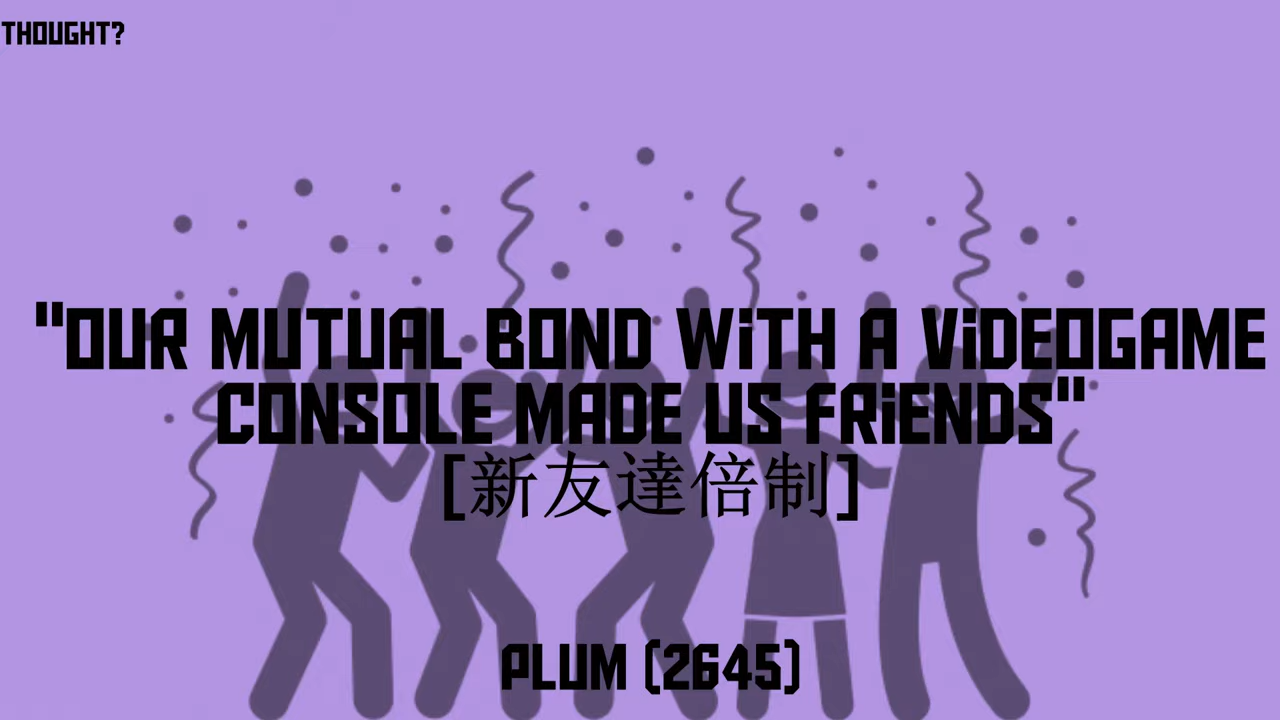 THOUGHT?
"OUR MUTUAL BOND WiTH A ViDEOGAME
CONSOLE MADE US FRiENDS"
[新友達倍制]
PLUM (2645)